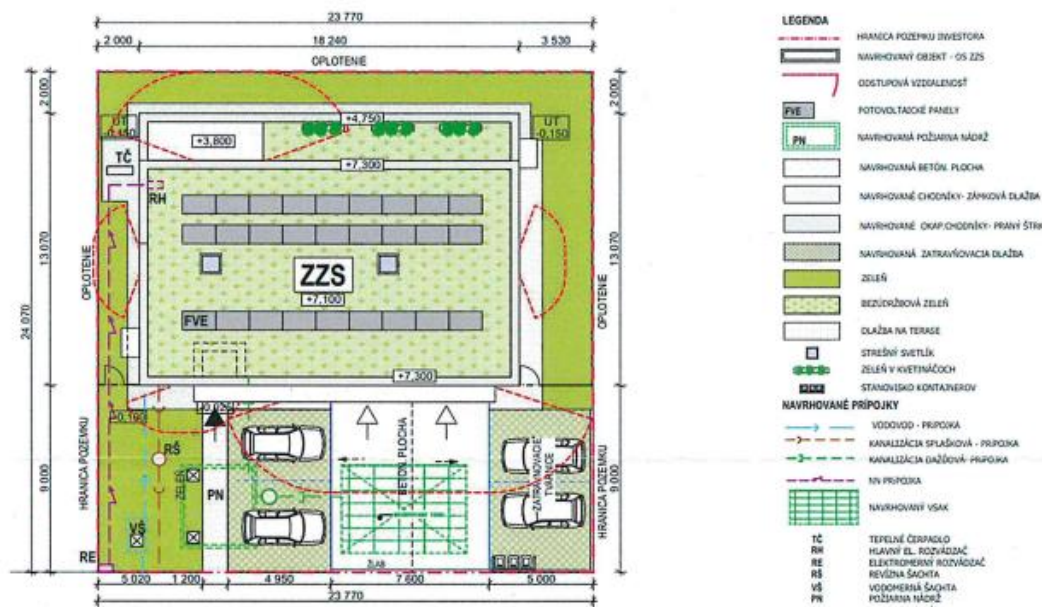 23 770
2 000
18 240
3 530
OPLOTENIE
2 000
2 000
UT
-0,150
+4,750
UT
-0,150
+3,800
TČ
+7,300
RH
24 070
13 070
OPLOTENIE
ZZS
+7,100
FVE
OPLOTENIE
13 070
+7,300
HRANICA POZEMKU
9 000
RŠ
ZELEŇ
PN
VŠ
RE
BETÓN. PLOCHA
ZATRÁVŇOVACIE
TVÁRNICE
HRANICA POZEMKU
9 000
ŽĽAB
5 020
1 200
4 950
7 600
5 000
23 770
LEGENDA
HRANICA POZEMKU INVESTORA
NAVRHOVANÝ OBJEKT - OS ZZS
ODSTUPOVÁ VZDIALENOSŤ
FVE FOTOVOLTAICKÉ PANELY
PN NAVRHOVANÁ POŽIARNA NÁDRŽ
NAVRHOVANÁ BETÓN. PLOCHA
NAVRHOVANÉ CHODNÍKY- ZÁMKOVÁ DLAŽBA
NAVRHOVANÉ OKAP.CHODNÍKY- PRANÝ ŠTRK
NAVRHOVANÁ ZATRAVŇOVACIA DLAŽBA
ZELEŇ
BEZÚDRŽBOVÁ ZELEŇ
DLAŽBA NA TERASE
STREŠNÝ SVETLÍK
ZELEŇ V KVETINÁČOCH
STANOVISKO KONTAJNEROV
NAVRHOVANÉ PRÍPOJKY
VODOVOD - PRÍPOJKA
KANALIZÁCIA SPLAŠKOVÁ - PRÍPOJKA
KANALIZÁCIA DAŽĎOVÁ- PRÍPOJKA
NN PRÍPOJKA
NAVRHOVANÝ VSAK
TČ TEPELNÉ ČERPADLO
RH HLAVNÝ EL. ROZVÁDZAČ
RE ELEKTROMERNÝ ROZVÁDZAČ
RŠ REVÍZNA ŠACHTA
VŠ VODOMERNÁ ŠACHTA
PN POŽIARNA NÁDRŽ